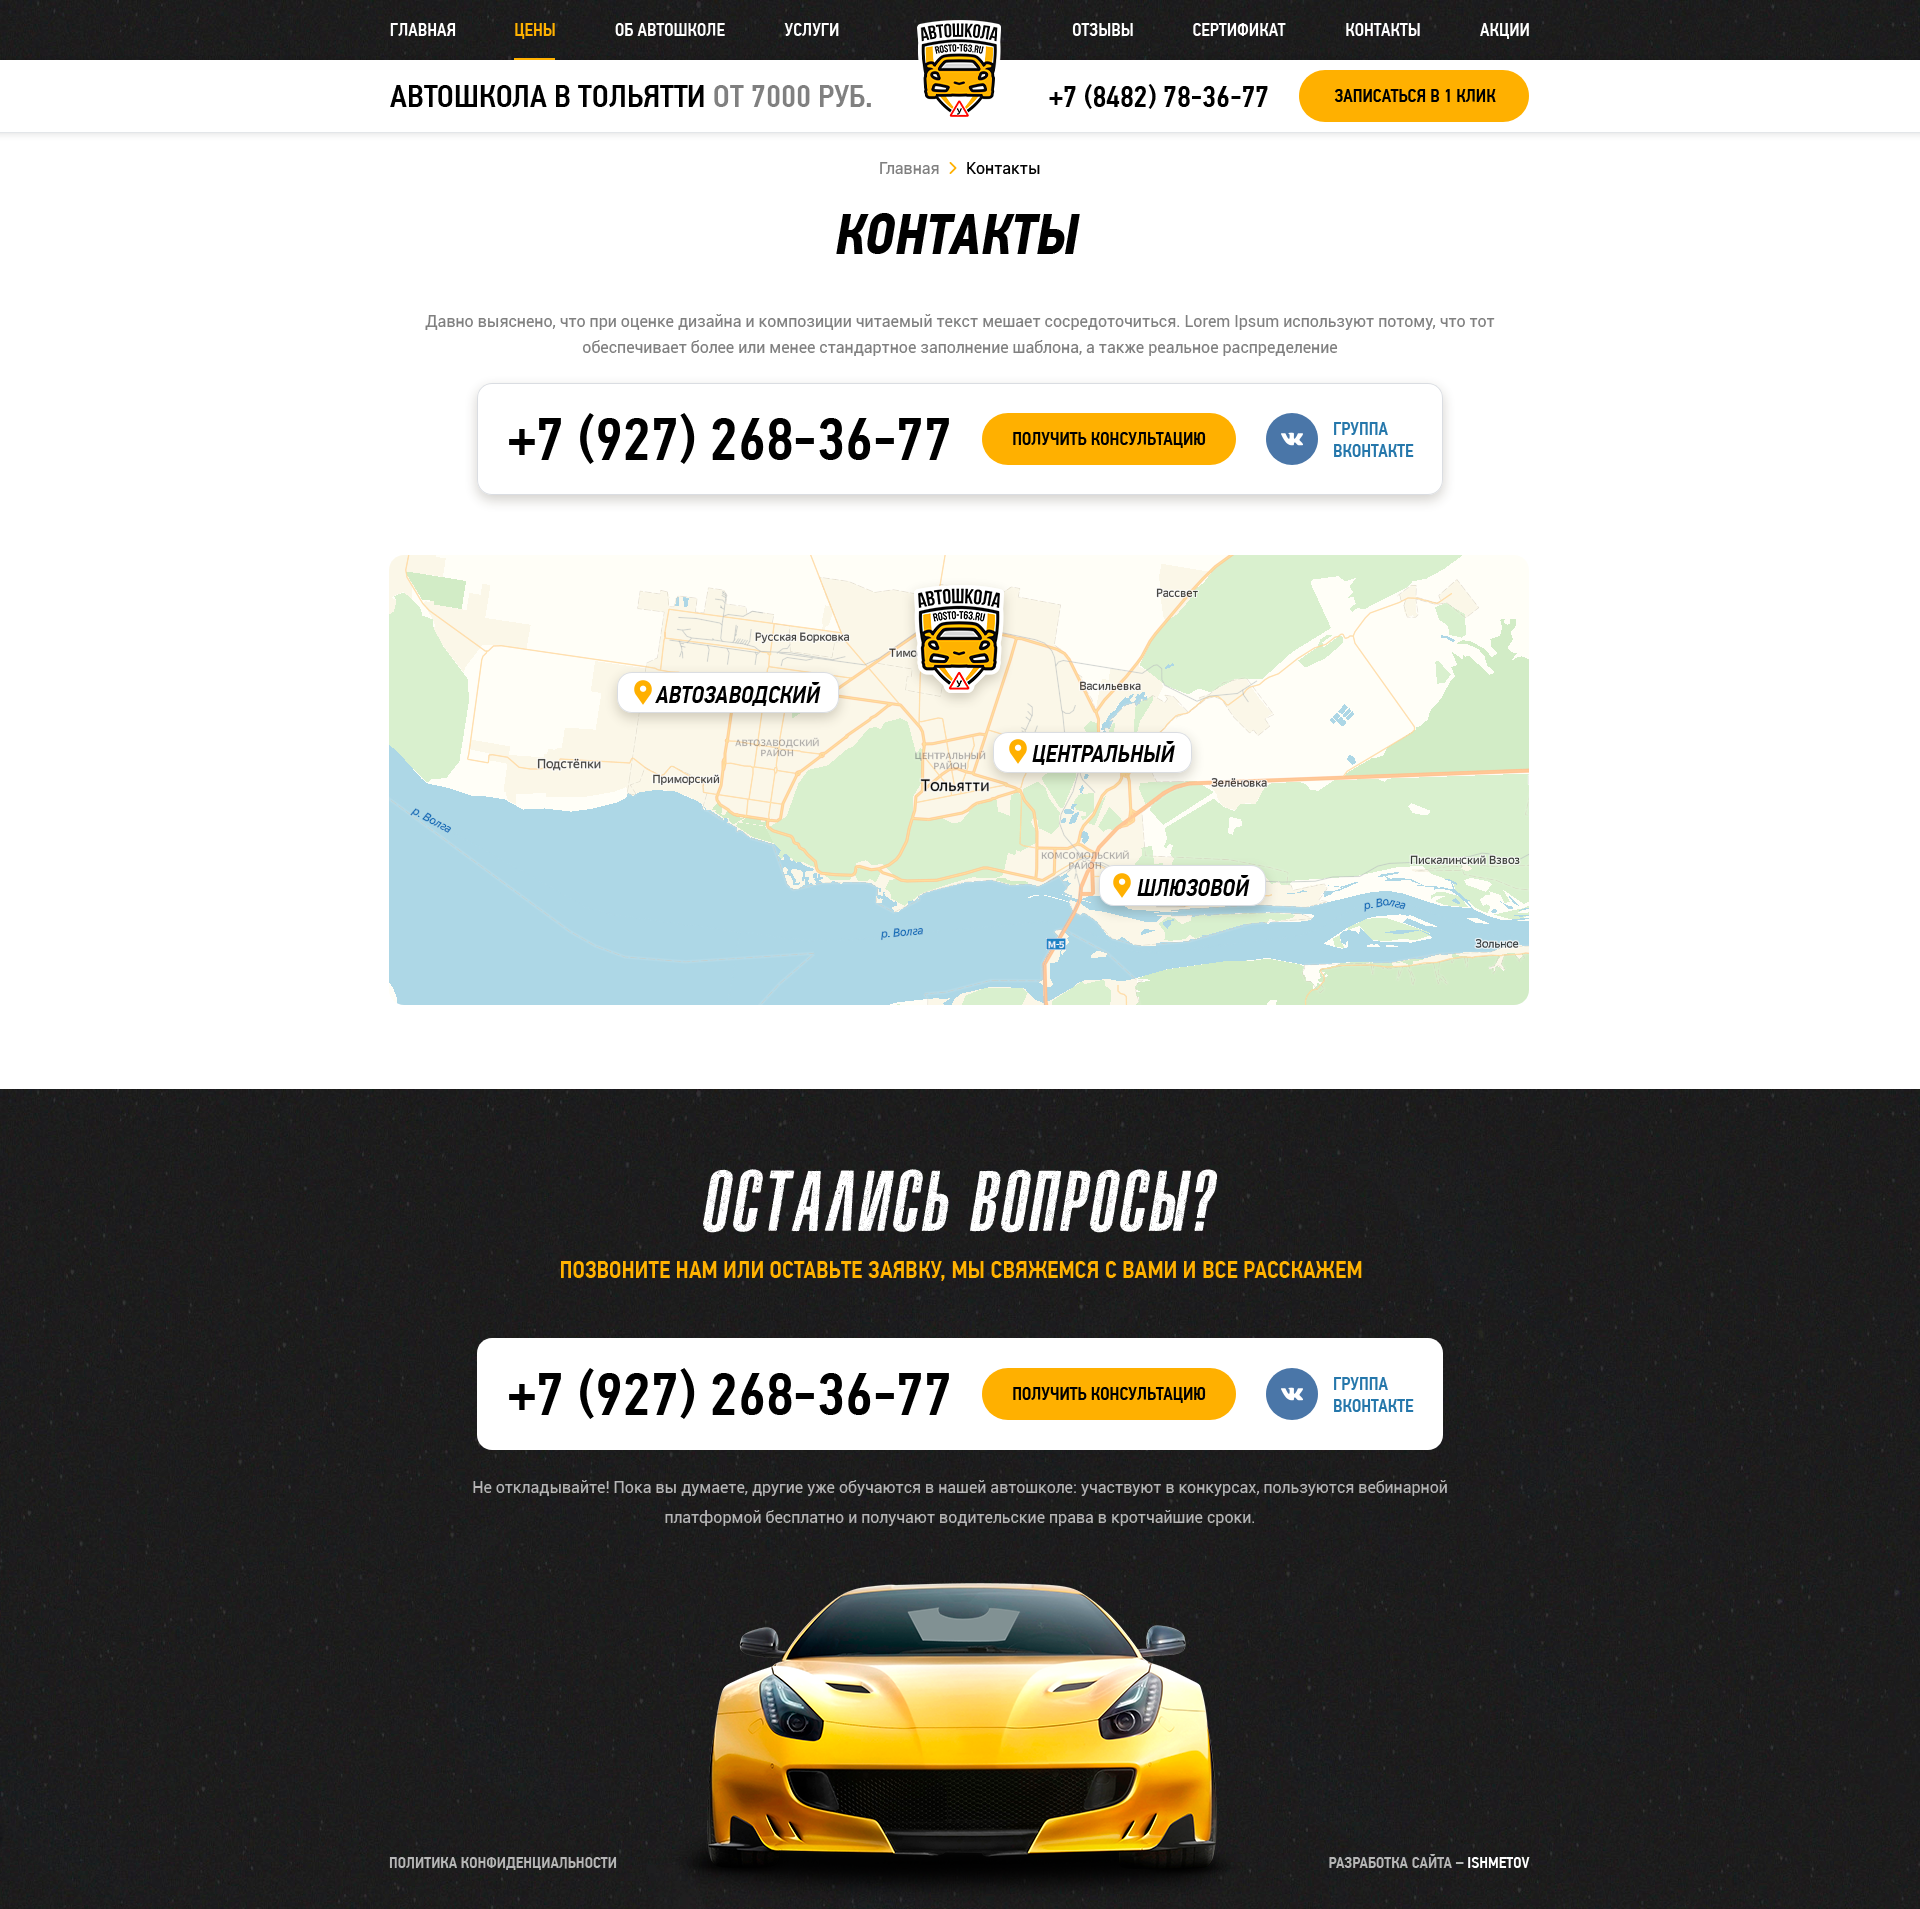 ГЛАВНАЯ ЦЕНЫ ОБ АВТОШКОЛЕ УСЛУГИ ОТЗЫВЫ СЕРТИФИКАТ КОНТАКТЫ АКЦИИ
АВТОШКОЛА
ROSTO-T63.RU
У
АВТОШКОЛА В ТОЛЬЯТТИ ОТ 7000 РУБ.
+7 (8482) 78-36-77
ЗАПИСАТЬСЯ В 1 КЛИК
Главная Контакты
КОНТАКТЫ
Давно выяснено, что при оценке дизайна и композиции читаемый текст мешает сосредоточиться. Lorem Ipsum используют потому, что тот
обеспечивает более или менее стандартное заполнение шаблона, а также реальное распределение
+7 (927) 268-36-77
ПОЛУЧИТЬ КОНСУЛЬТАЦИЮ
ГРУППА
ВКОНТАКТЕ
Рассвет
АВТОШКОЛА
ROSTO-T63.RU
У
Русская Борковка
Тимо
Васильевка
АВТОЗАВОДСКИЙ
АВТОЗАВОДСКИЙ
РАЙОН
ЦЕНТРАЛЬНЫЙ
ЦЕНТРАЛЬНЫЙ
РАЙОН
Подстёпки
Приморский
Тольятти
Зелёновка
р. Волга
КОМСОМОЛЬСКИЙ
РАЙОН
Пискалинский Взвоз
ШЛЮЗОВОЙ
р. Волга
р. Волга
М-5
Зольное
ОСТАЛИСЬ ВОПРОСЫ?
ПОЗВОНИТЕ НАМ ИЛИ ОСТАВЬТЕ ЗАЯВКУ, МЫ СВЯЖЕМСЯ С ВАМИ И ВСЕ РАССКАЖЕМ
+7 (927) 268-36-77
ПОЛУЧИТЬ КОНСУЛЬТАЦИЮ
ГРУППА
ВКОНТАКТЕ
Не откладывайте! Пока вы думаете, другие уже обучаются в нашей автошколе: участвуют в конкурсах, пользуются вебинарной
платформой бесплатно и получают водительские права в кротчайшие сроки.
ПОЛИТИКА КОНФИДЕНЦИАЛЬНОСТИ
РАЗРАБОТКА САЙТА – ISHMETOV